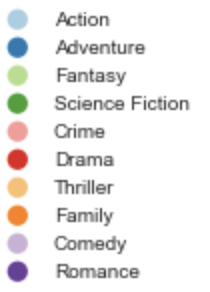 Action
Adventure
Fantasy
Science Fiction
Crime
Drama
Thriller
Family
Comedy
Romance